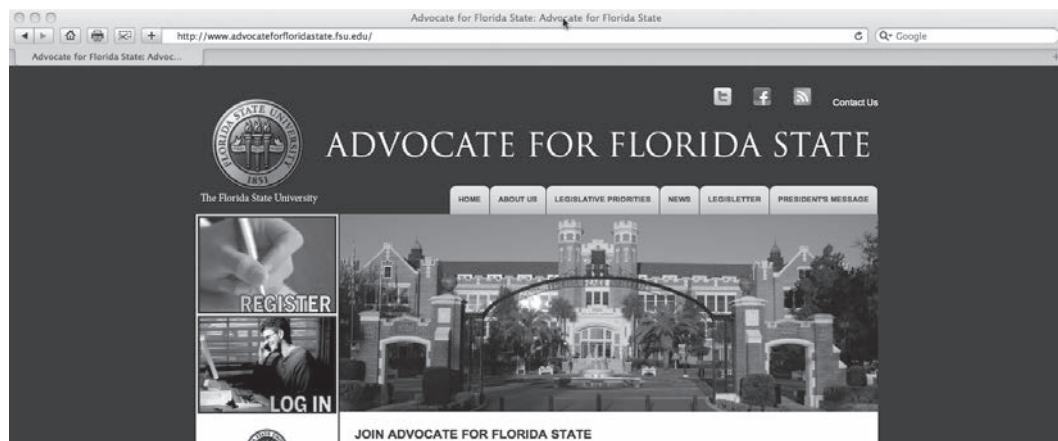 Advocate for Florida State: Advocate for Florida State
http://www.advocateforfloridastate.fsu.edu/
Google
Advocate for Florida State: Advoc...
Contact Us
FLORIDA STATE UNIVERSITY
1851
ADVOCATE FOR FLORIDA STATE
The Florida State University
HOME ABOUT US LEGISLATIVE PRIORITIES NEWS LEGISLETTER PRESIDENT'S MESSAGE
REGISTER
LOG IN
JOIN ADVOCATE FOR FLORIDA STATE